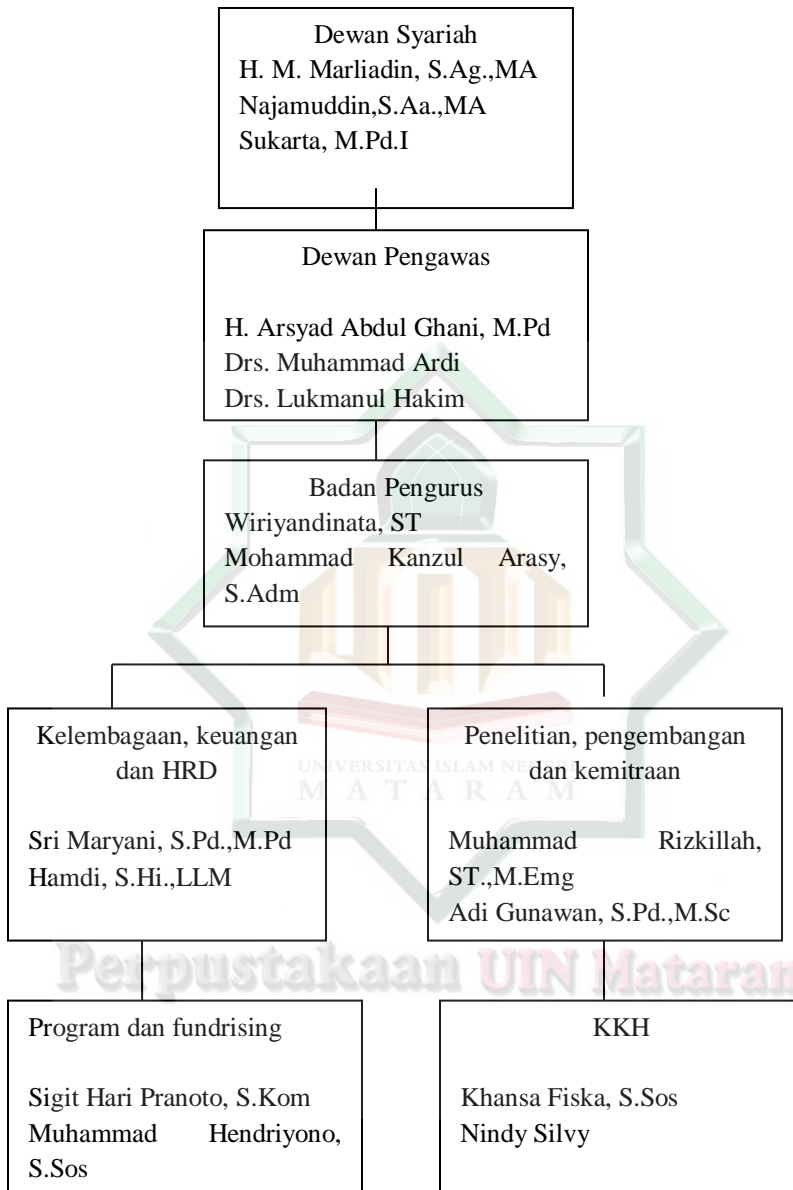 Dewan Syariah
H. M. Marliadin, S.Ag.,MA
Najamuddin,S.Aa.,MA
Sukarta, M.Pd.I
Dewan Pengawas
H. Arsyad Abdul Ghani, M.Pd
Drs. Muhammad Ardi
Drs. Lukmanul Hakim
Badan Pengurus
Wiriyandinata, ST
Mohammad Kanzul Arasy,
S.Adm
Kelembagaan, keuangan
dan HRD
Sri Maryani, S.Pd.,M.Pd
Hamdi, S.Hi.,LLM
Penelitian, pengembangan
dan kemitraan
Muhammad Rizkillah,
ST.,M.Emg
Adi Gunawan, S.Pd.,M.Sc
UNIVERSITAS ISLAM NEGERI
MATARAM
Perpustakaan UIN Mataram
Program dan fundrising
Sigit Hari Pranoto, S.Kom
Muhammad Hendriyono,
S.Sos
KKH
Khansa Fiska, S.Sos
Nindy Silvy